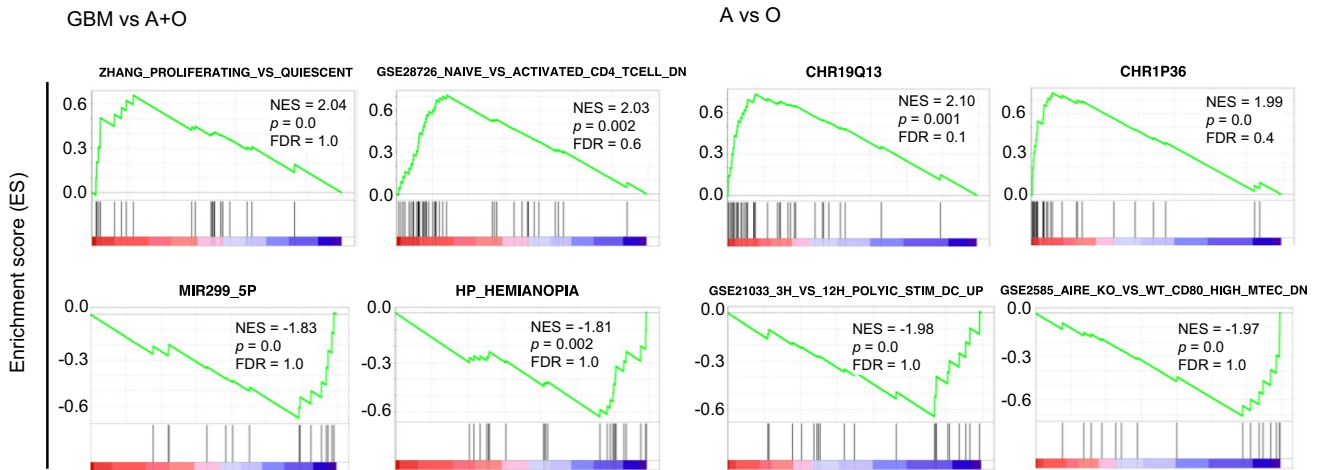 GBM vs A+O
A vs O
Enrichment score (ES)
ZHANG_PROLIFERATING_VS_QUIESCENT
0.6
0.3
0.0
NES = 2.04
p = 0.0
FDR = 1.0
GSE28726_NAIVE_VS_ACTIVATED_CD4_TCELL_DN
0.6
0.3
0.0
NES = 2.03
p = 0.002
FDR = 0.6
CHR19Q13
0.6
0.3
0.0
NES = 2.10
p = 0.001
FDR = 0.1
CHR1P36
0.6
0.3
0.0
NES = 1.99
p = 0.0
FDR = 0.4
MIR299_5P
0.0
-0.3
-0.6
NES = -1.83
p = 0.0
FDR = 1.0
HP_HEMIANOPIA
0.0
-0.3
-0.6
NES = -1.81
p = 0.002
FDR = 1.0
GSE21033_3H_VS_12H_POLYIC_STIM_DC_UP
0.0
-0.3
-0.6
NES = -1.98
p = 0.0
FDR = 1.0
GSE2585_AIRE_KO_VS_WT_CD80_HIGH_MTEC_DN
0.0
-0.3
-0.6
NES = -1.97
p = 0.0
FDR = 1.0